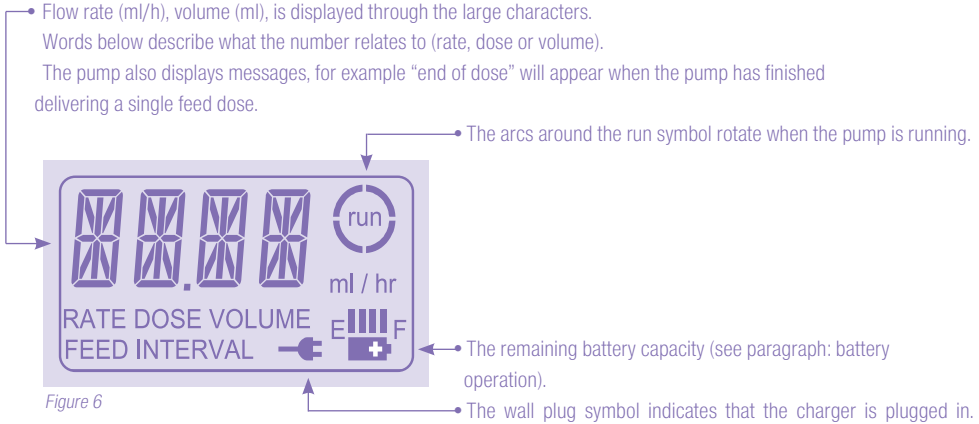 Flow rate (ml/h), volume (ml), is displayed through the large characters.
Words below describe what the number relates to (rate, dose or volume).
The pump also displays messages, for example “end of dose” will appear when the pump has finished
delivering a single feed dose.
The arcs around the run symbol rotate when the pump is running.
run
ml / hr
RATE DOSE VOLUME
E F
FEED INTERVAL
The remaining battery capacity (see paragraph: battery
operation).
Figure 6
The wall plug symbol indicates that the charger is plugged in.